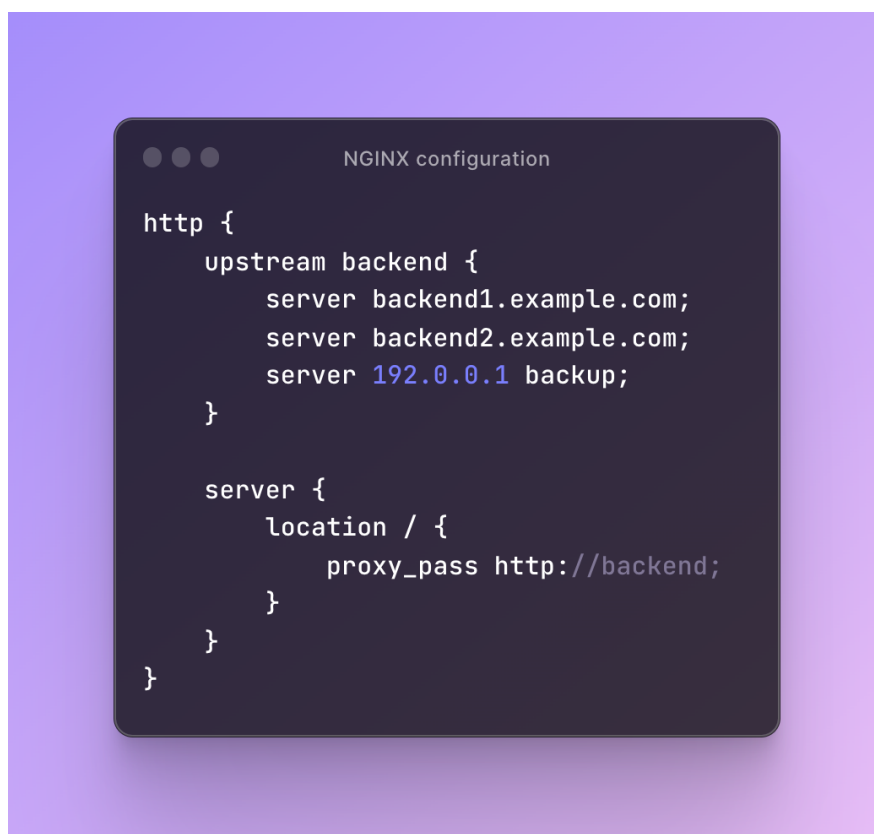 NGINX configuration
http {
    upstream backend {
        server backend1.example.com;
        server backend2.example.com;
        server 192.0.0.1 backup;
    }

    server {
        location / {
            proxy_pass http://backend;
        }
    }
}